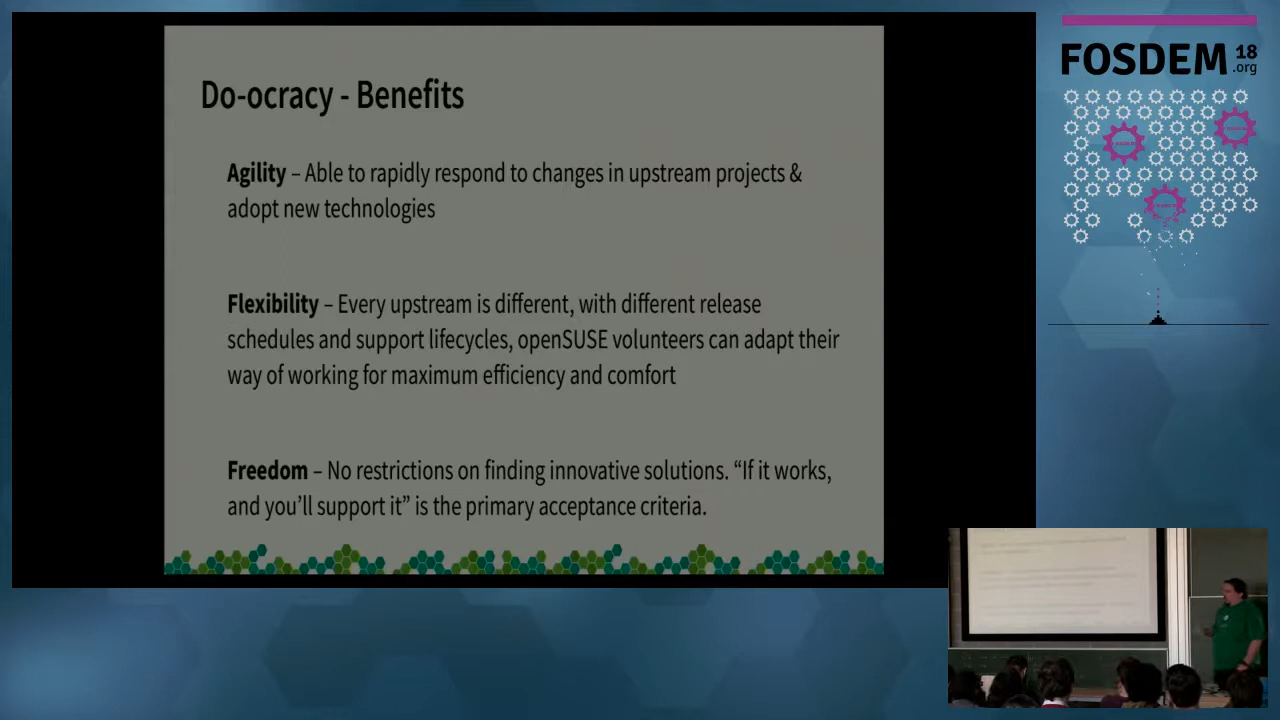 Do-ocracy - Benefits
Agility – Able to rapidly respond to changes in upstream projects &
adopt new technologies
Flexibility – Every upstream is different, with different release
schedules and support lifecycles, openSUSE volunteers can adapt their
way of working for maximum efficiency and comfort
Freedom – No restrictions on finding innovative solutions. “If it works,
and you’ll support it” is the primary acceptance criteria.
FOSDEM 18
.org